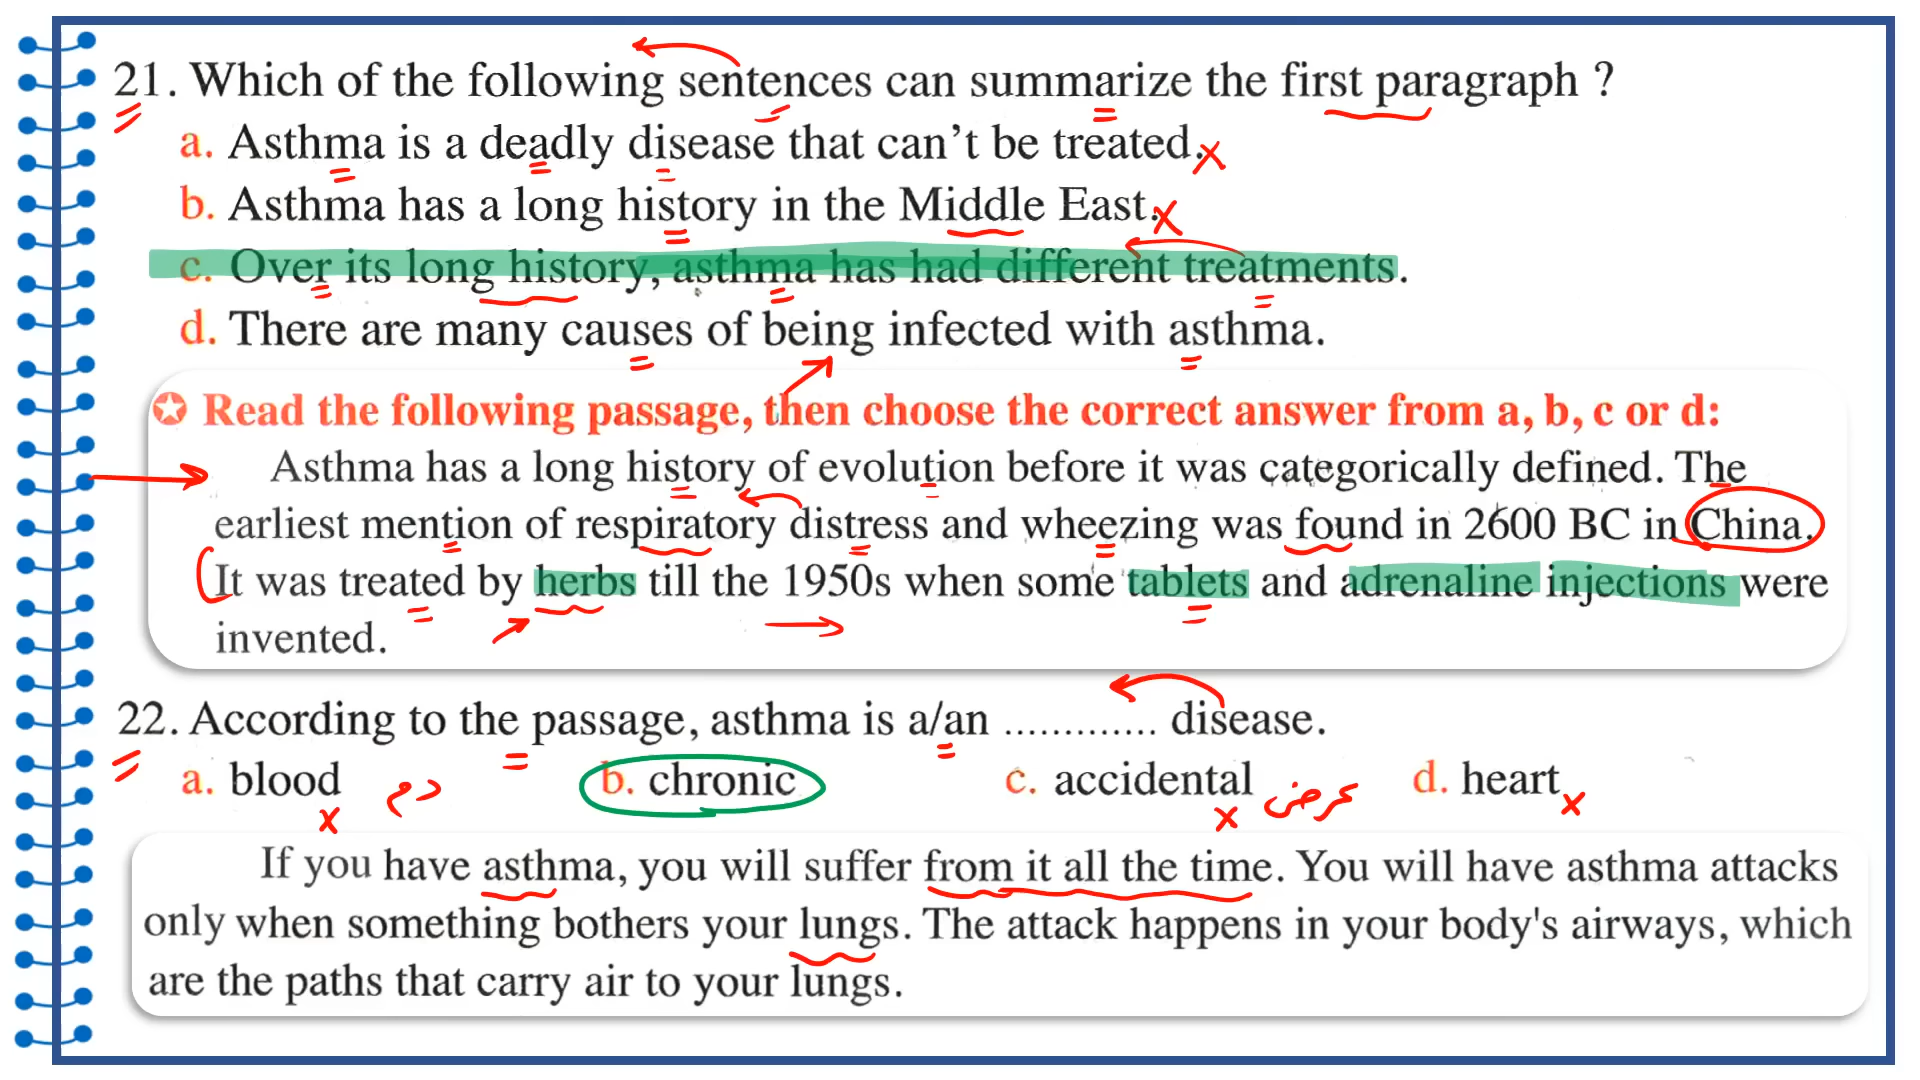 21. Which of the following sentences can summarize the first paragraph ?
a. Asthma is a deadly disease that can't be treated.
b. Asthma has a long history in the Middle East.
c. Over its long history, asthma has had different treatments.
d. There are many causes of being infected with asthma.
Read the following passage, then choose the correct answer from a, b, c or d:
Asthma has a long history of evolution before it was categorically defined. The
earliest mention of respiratory distress and wheezing was found in 2600 BC in China.
It was treated by herbs till the 1950s when some tablets and adrenaline injections were
invented.
22. According to the passage, asthma is a/an ............. disease.
a. blood دم b. chronic c. accidental عرضي d. heart
If you have asthma, you will suffer from it all the time. You will have asthma attacks
only when something bothers your lungs. The attack happens in your body's airways, which
are the paths that carry air to your lungs.